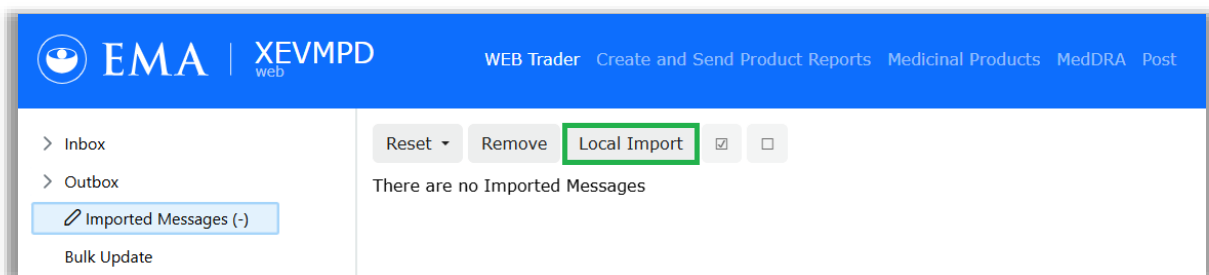 EMA | XEVMPD
web
WEB Trader Create and Send Product Reports Medicinal Products MedDRA Post
Inbox
Outbox
Imported Messages (-)
Bulk Update
Reset Remove Local Import
There are no Imported Messages